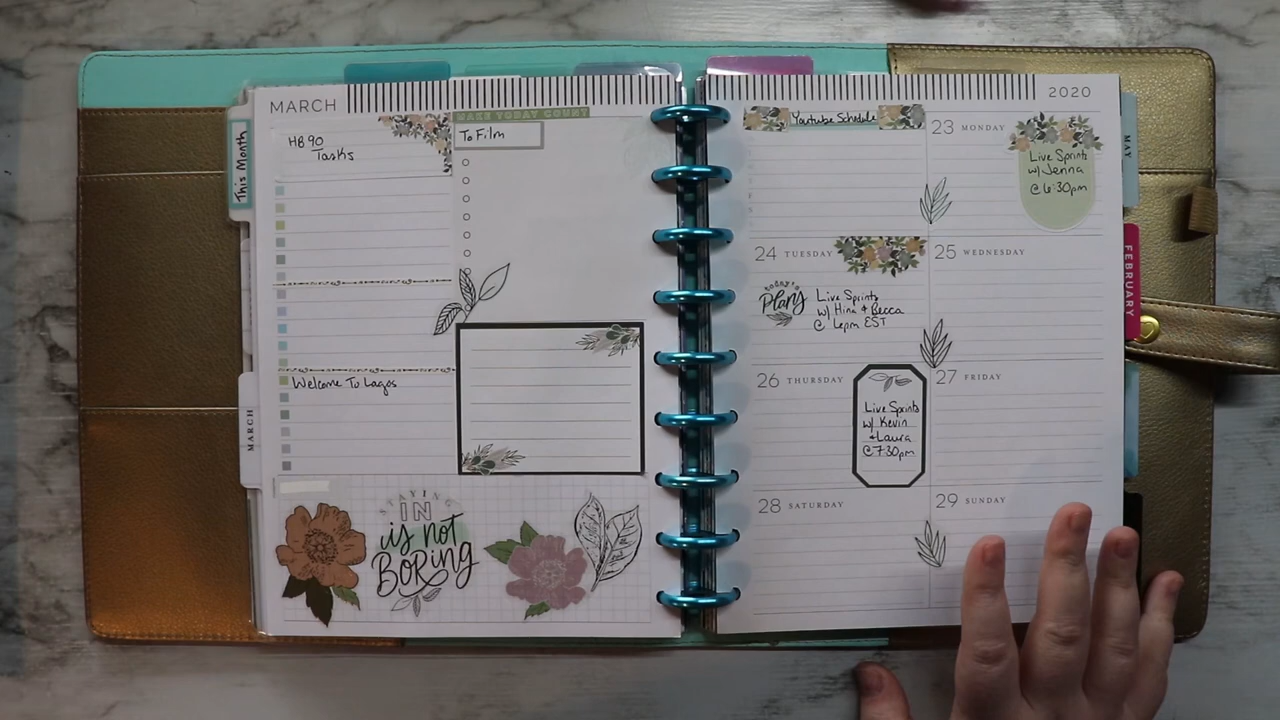 MARCH
This Month
MARCH
HB90
Tasks
MAKE TODAY COUNT
To Film
Welcome To Lagos
STAYING
IN
is not
BORING
2020
Youtube Schedule
23 MONDAY
Live Sprints
w/ Jenna
@ 6:30pm
24 TUESDAY
today's
Plans
Live Sprints
w/ Hina & Becca
@ 6pm EST
25 WEDNESDAY
26 THURSDAY
Live Sprints
w/ Kevin
+ Laura
@ 7:30pm
27 FRIDAY
28 SATURDAY
29 SUNDAY
MAY
FEBRUARY